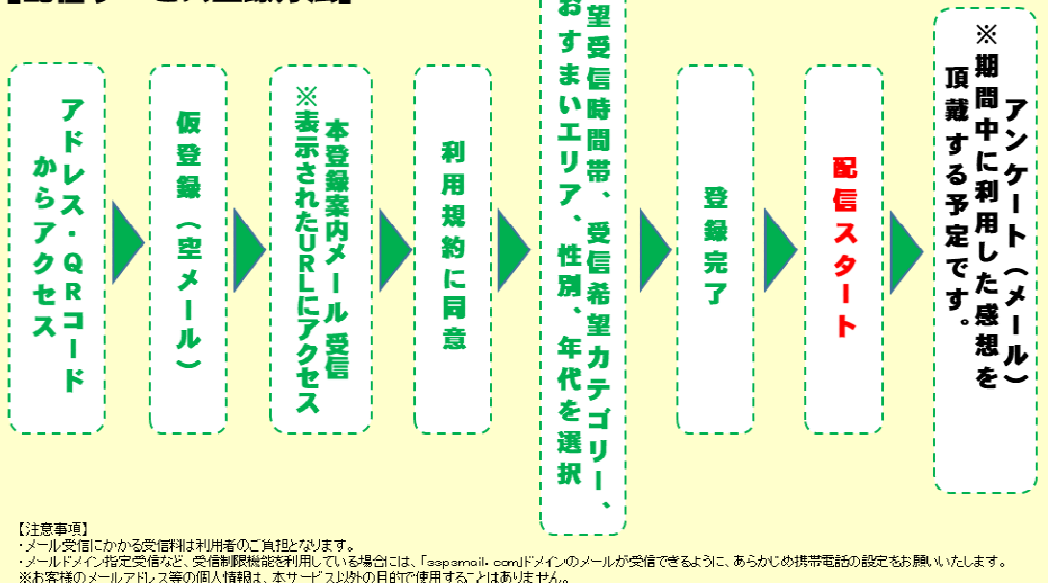 【配信サービス登録方法】
アドレス・QRコード
からアクセス
仮登録(空メール)
本登録案内メール受信
※表示されたURLにアクセス
利用規約に同意
望受信時間帯、受信希望カテゴリー、
おすまいエリア、性別、年代を選択
登録完了
配信スタート
アンケート(メール)
※期間中に利用した感想を
頂戴する予定です。
【注意事項】
・メール受信にかかる受信料は利用者のご負担となります。
・メールドメイン指定受信など、受信制限機能を利用している場合には、「aspsmail.com」ドメインのメールが受信できるように、あらかじめ携帯電話の設定をお願いいたします。
※お客様のメールアドレス等の個人情報は、本サービス以外の目的で使用することはありません。